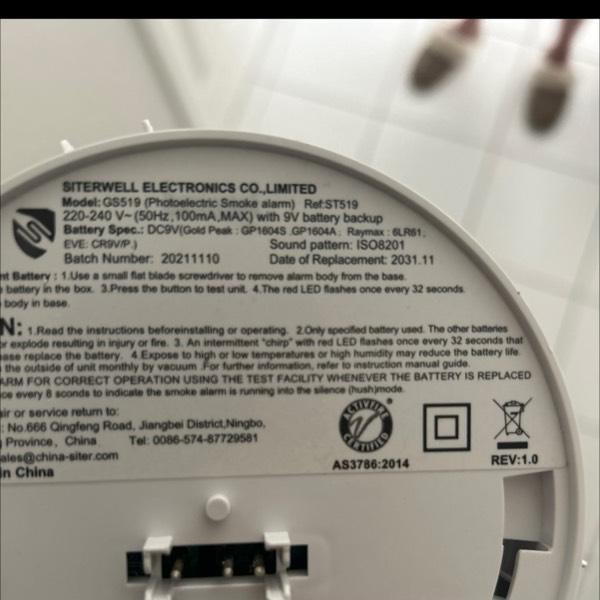 SITERWELL ELECTRONICS CO.,LIMITED
Model: GS519 (Photoelectric Smoke alarm) Ref:ST519
220-240 V~(50Hz,100mA,MAX) with 9V battery backup
Battery Spec.: DC9V(Gold Peak : GP1604S ,GP1604A ; Raymax : 6LR61 ;
EVE: CR9V/P.)
Sound pattern: ISO8201
Batch Number: 20211110
Date of Replacement: 2031.11
nt Battery : 1.Use a small flat blade screwdriver to remove alarm body from the base.
battery in the box. 3.Press the button to test unit. 4.The red LED flashes once every 32 seconds.
body in base.
N: 1.Read the instructions beforeinstalling or operating. 2.Only specified battery used. The other batteries
or explode resulting in injury or fire. 3. An intermittent "chirp" with red LED flashes once every 32 seconds that
ase replace the battery. 4.Expose to high or low temperatures or high humidity may reduce the battery life.
the outside of unit monthly by vacuum .For further information, refer to instruction manual guide.
ARM FOR CORRECT OPERATION USING THE TEST FACILITY WHENEVER THE BATTERY IS REPLACED
ce every 8 seconds to indicate the smoke alarm is running into the silence (hush)mode.
air or service return to:
: No.666 Qingfeng Road, Jiangbei District,Ningbo,
Province, China Tel: 0086-574-87729581
ales@china-siter.com
in China
ACTIVFIRE
CERTIFIED
AS3786:2014
REV:1.0